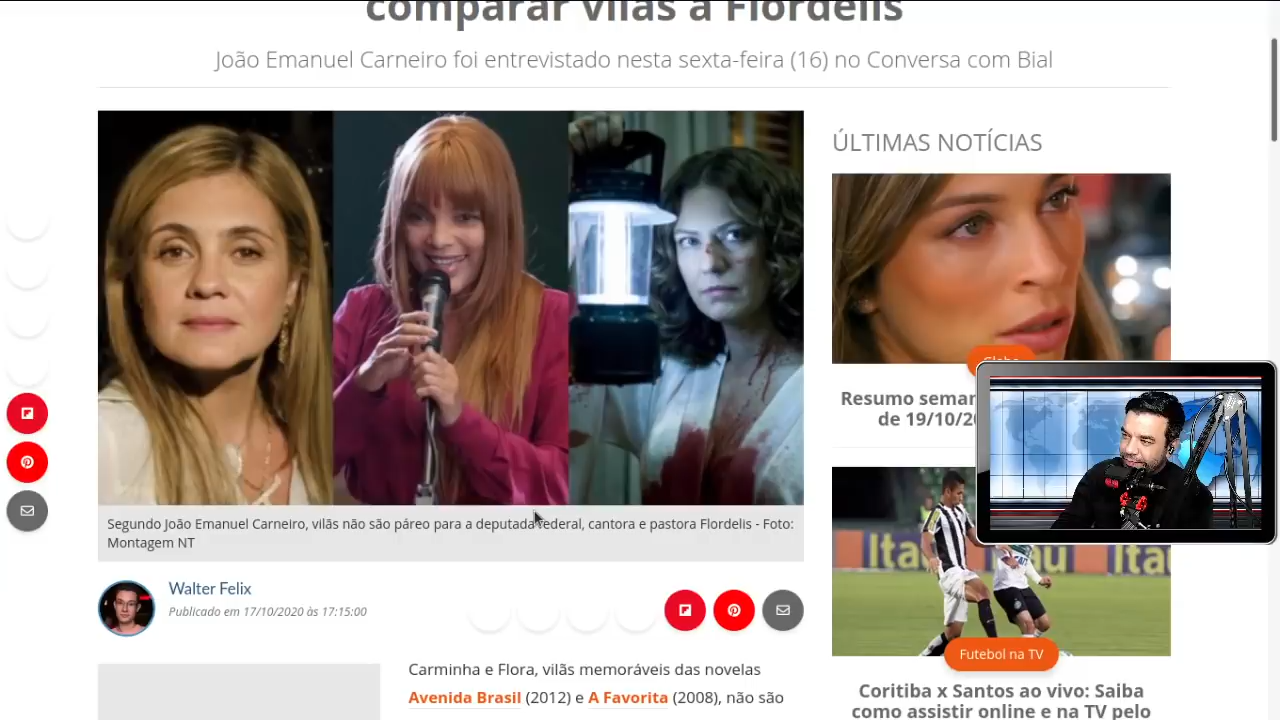 comparar vilãs a Flordelis
João Emanuel Carneiro foi entrevistado nesta sexta-feira (16) no Conversa com Bial
Segundo João Emanuel Carneiro, vilãs não são páreo para a deputada federal, cantora e pastora Flordelis - Foto:
Montagem NT
Walter Felix
Publicado em 17/10/2020 às 17:15:00
Carminha e Flora, vilãs memoráveis das novelas
Avenida Brasil (2012) e A Favorita (2008), não são
ÚLTIMAS NOTÍCIAS
Globo
Resumo
de 19/10/
Itaú
Futebol na TV
Coritiba x Santos ao vivo: Saiba
como assistir online e na TV pelo